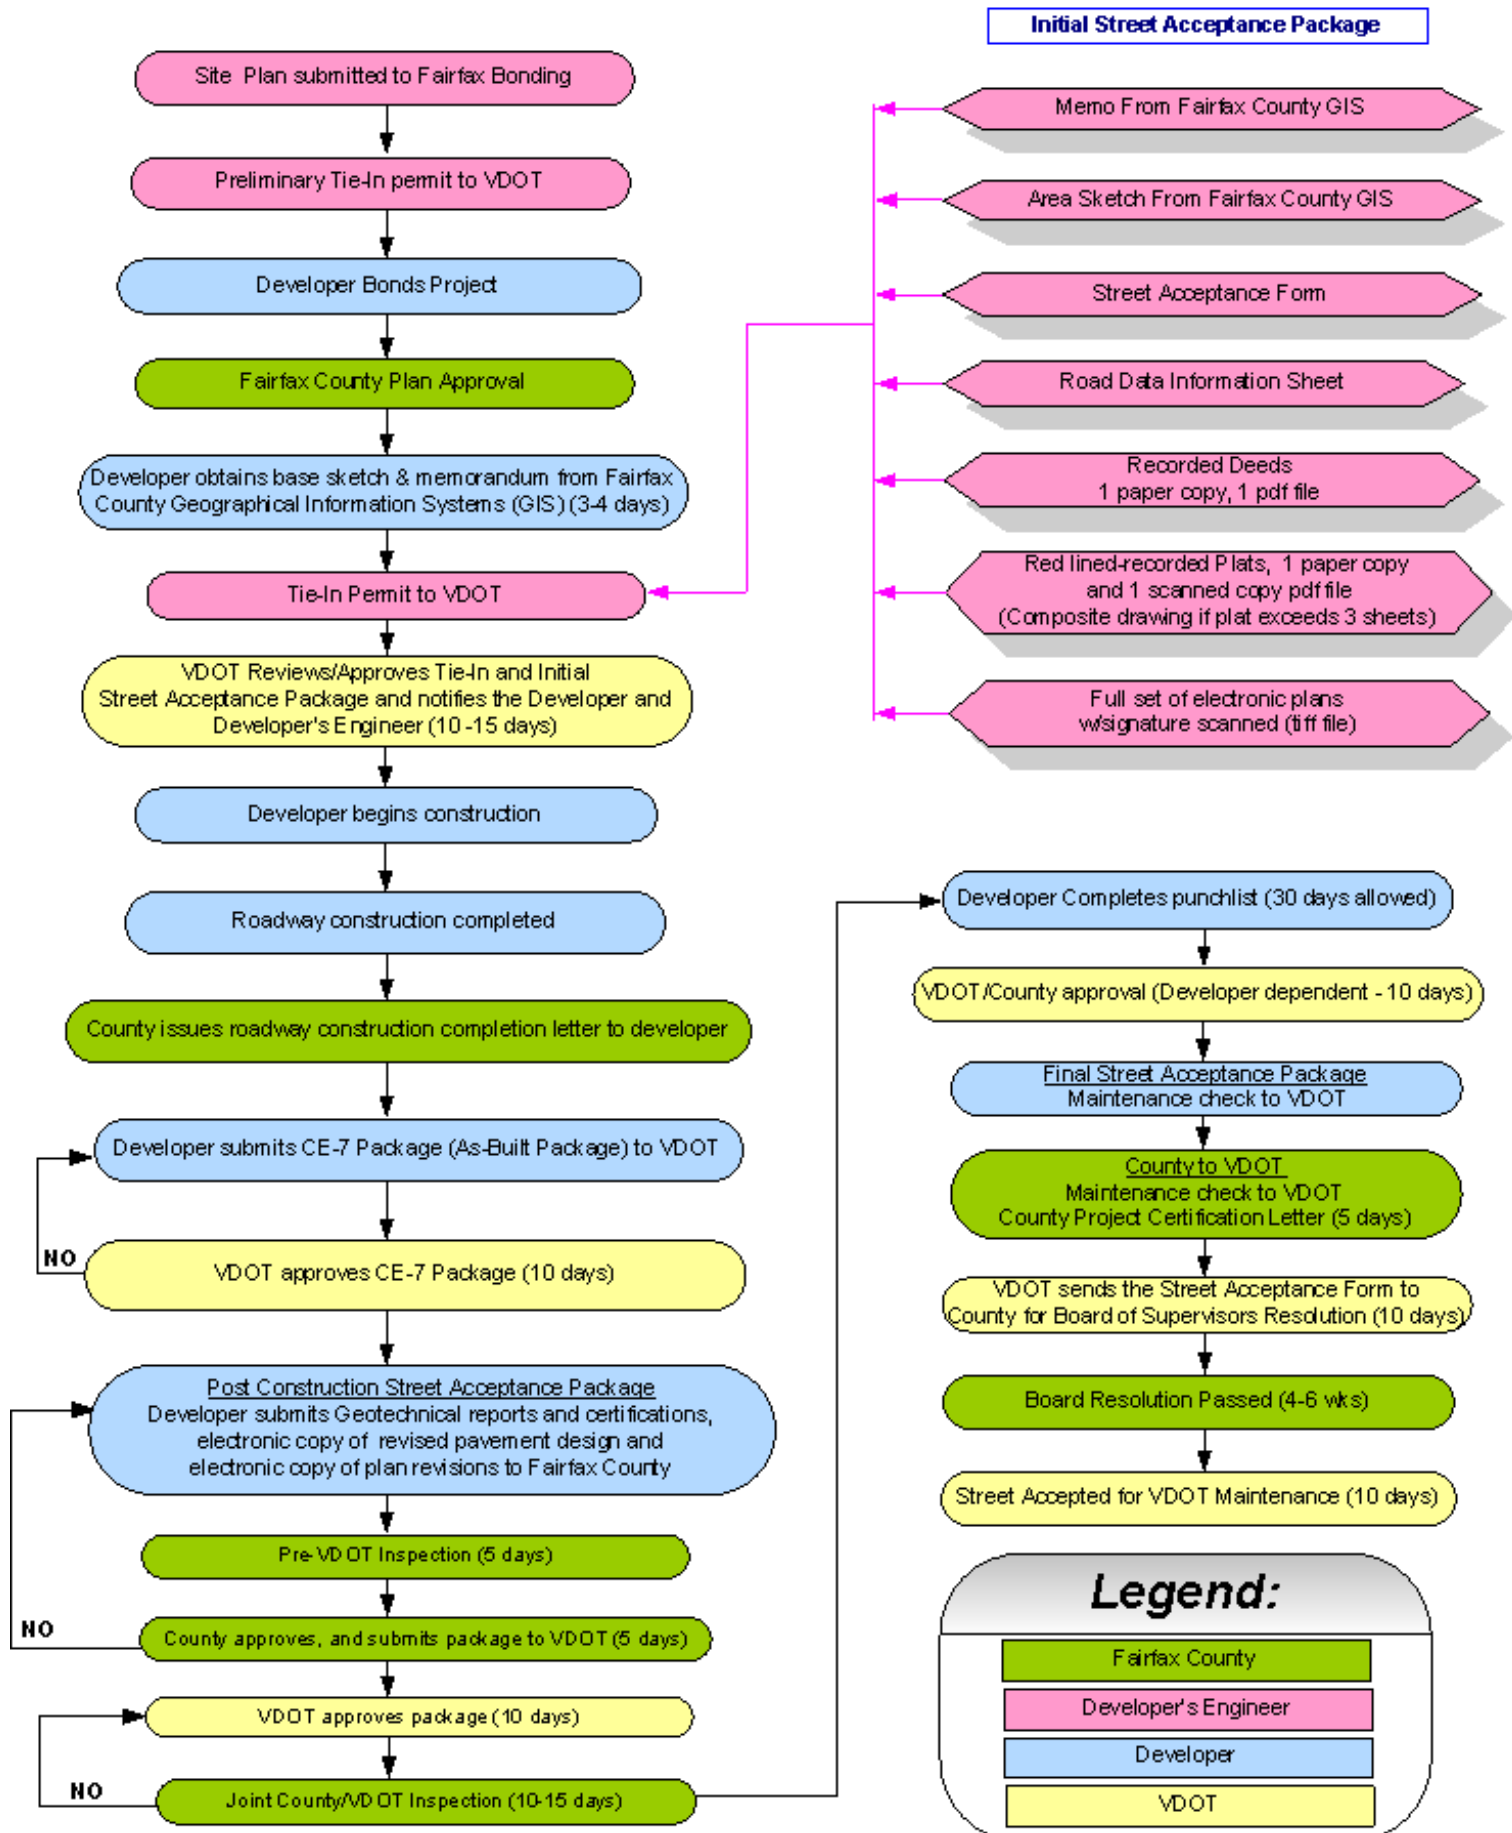 Initial Street Acceptance Package
Site Plan submitted to Fairfax Bonding
Preliminary Tie-In permit to VDOT
Developer Bonds Project
Fairfax County Plan Approval
Developer obtains base sketch & memorandum from Fairfax
County Geographical Information Systems (GIS) (3-4 days)
Tie-In Permit to VDOT
VDOT Reviews/Approves Tie-In and Initial
Street Acceptance Package and notifies the Developer and
Developer's Engineer (10 -15 days)
Developer begins construction
Roadway construction completed
County issues roadway construction completion letter to developer
Developer submits CE-7 Package (As-Built Package) to VDOT
NO
VDOT approves CE-7 Package (10 days)
Post Construction Street Acceptance Package
Developer submits Geotechnical reports and certifications,
electronic copy of revised pavement design and
electronic copy of plan revisions to Fairfax County
Pre-VDOT Inspection (5 days)
NO
County approves, and submits package to VDOT (5 days)
VDOT approves package (10 days)
NO
Joint County/VDOT Inspection (10-15 days)
Memo From Fairfax County GIS
Area Sketch From Fairfax County GIS
Street Acceptance Form
Road Data Information Sheet
Recorded Deeds
1 paper copy, 1 pdf file
Red lined-recorded Plats, 1 paper copy
and 1 scanned copy pdf file
(Composite drawing if plat exceeds 3 sheets)
Full set of electronic plans
w/signature scanned (tiff file)
Developer Completes punchlist (30 days allowed)
VDOT/County approval (Developer dependent - 10 days)
Final Street Acceptance Package
Maintenance check to VDOT
County to VDOT
Maintenance check to VDOT
County Project Certification Letter (5 days)
VDOT sends the Street Acceptance Form to
County for Board of Supervisors Resolution (10 days)
Board Resolution Passed (4-6 wks)
Street Accepted for VDOT Maintenance (10 days)
Legend:
Fairfax County
Developer's Engineer
Developer
VDOT